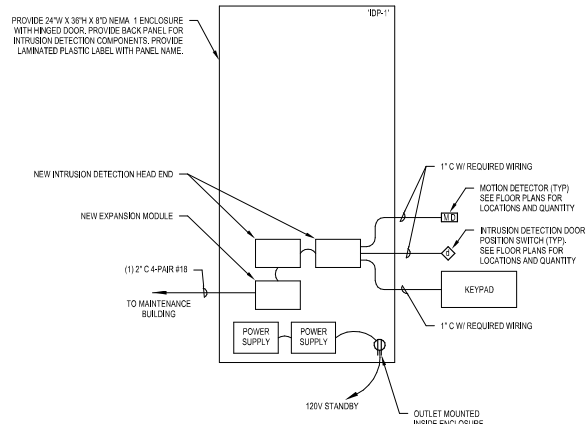 'IDP-1'
PROVIDE 24"W X 36"H X 8"D NEMA 1 ENCLOSURE
WITH HINGED DOOR. PROVIDE BACK PANEL FOR
INTRUSION DETECTION COMPONENTS. PROVIDE
LAMINATED PLASTIC LABEL WITH PANEL NAME.
1" C W/ REQUIRED WIRING
NEW INTRUSION DETECTION HEAD END
MOTION DETECTOR (TYP)
SEE FLOOR PLANS FOR
LOCATIONS AND QUANTITY
M.D
NEW EXPANSION MODULE
INTRUSION DETECTION DOOR
POSITION SWITCH (TYP).
SEE FLOOR PLANS FOR
LOCATIONS AND QUANTITY
(1) 2" C 4-PAIR #18
KEYPAD
TO MAINTENANCE
BUILDING
1" C W/ REQUIRED WIRING
POWER
SUPPLY
POWER
SUPPLY
120V STANDBY
OUTLET MOUNTED
INSIDE ENCLOSURE